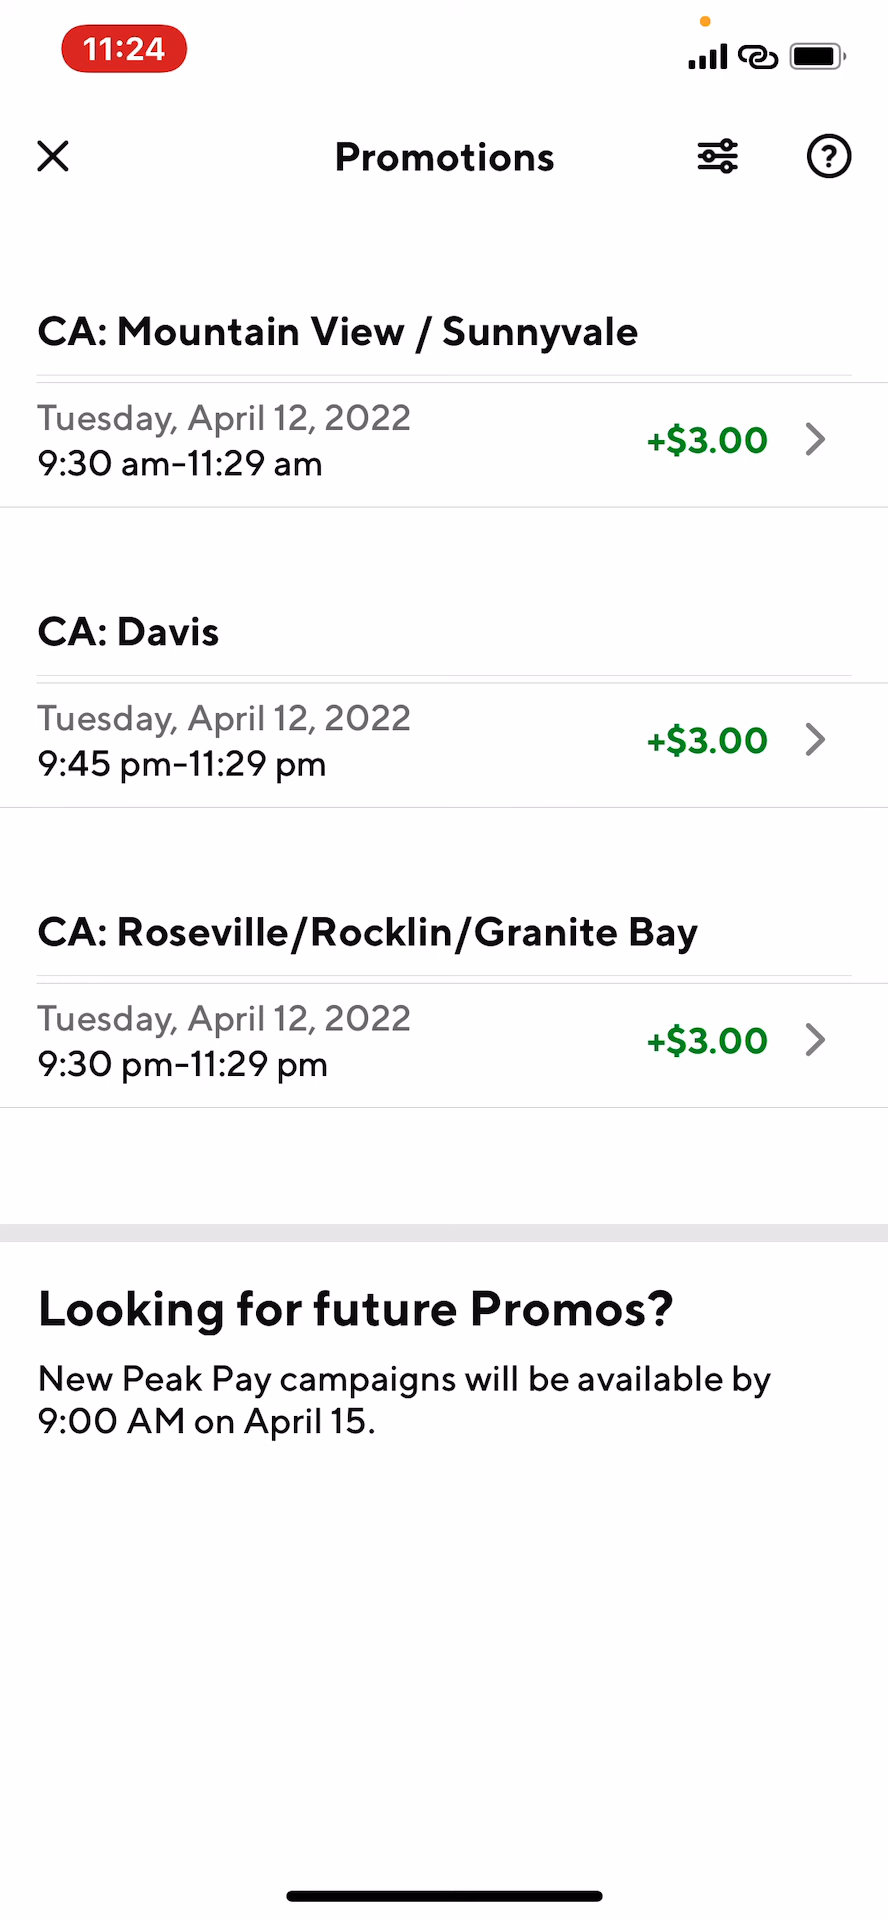 11:24
Promotions
CA: Mountain View / Sunnyvale
Tuesday, April 12, 2022
9:30 am-11:29 am
+$3.00
CA: Davis
Tuesday, April 12, 2022
9:45 pm-11:29 pm
+$3.00
CA: Roseville/Rocklin/Granite Bay
Tuesday, April 12, 2022
9:30 pm-11:29 pm
+$3.00
Looking for future Promos?
New Peak Pay campaigns will be available by
9:00 AM on April 15.